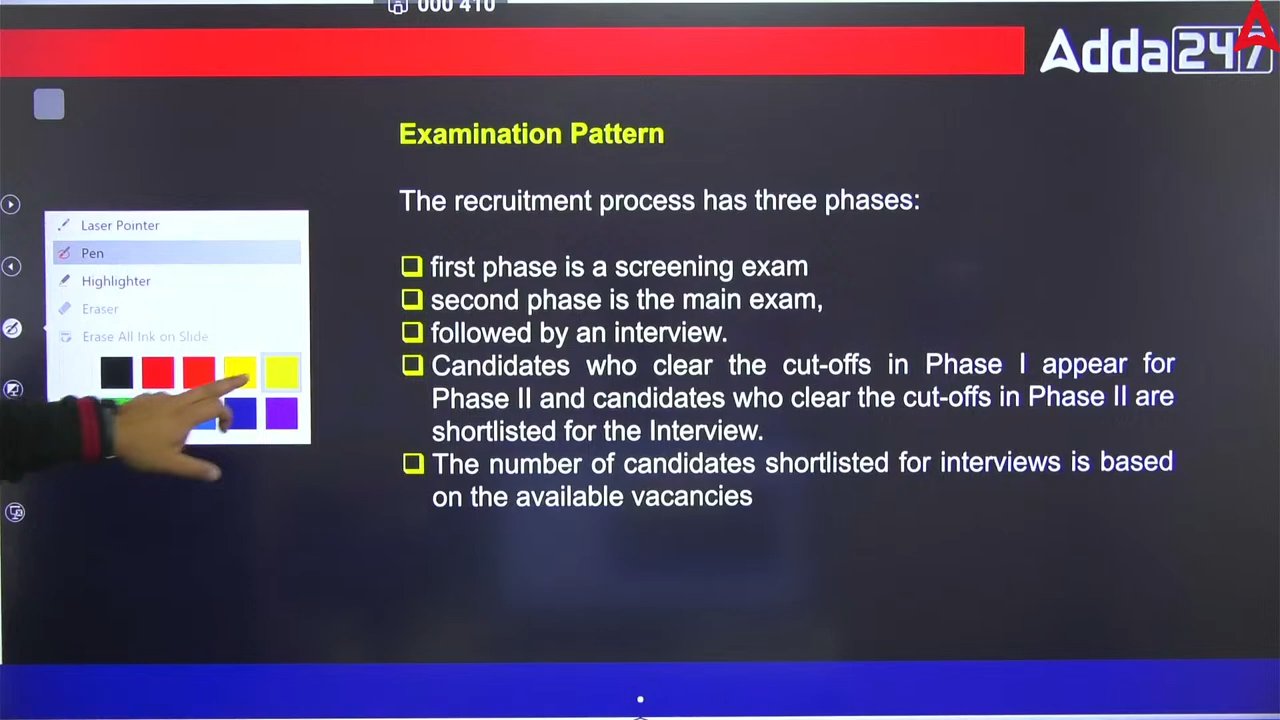 000 410
Adda247
Examination Pattern
The recruitment process has three phases:
Laser Pointer
Pen
Highlighter
Eraser
Erase All Ink on Slide
first phase is a screening exam
second phase is the main exam,
followed by an interview.
Candidates who clear the cut-offs in Phase I appear for
Phase II and candidates who clear the cut-offs in Phase II are
shortlisted for the Interview.
The number of candidates shortlisted for interviews is based
on the available vacancies